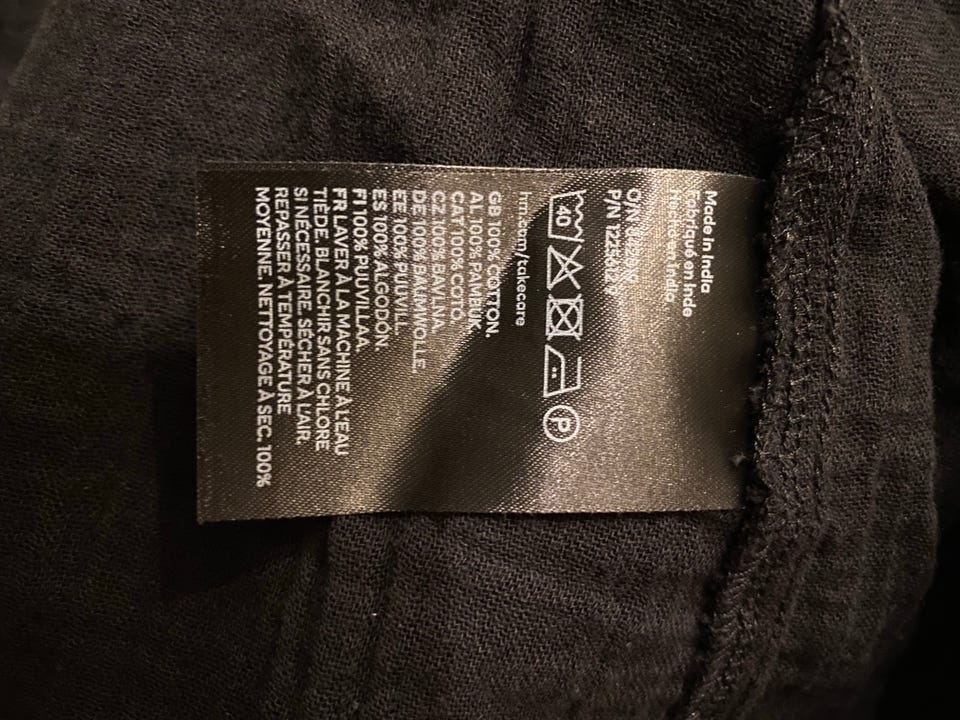 Made in India
Fabriqué en Inde
Hecho en India
O/N
P/N
40
P
hm.com/takecare
GB 100% COTTON.
AL 100% PAMBUK.
CAT 100% COTÓ.
CZ 100% BAVLNA.
DE 100% BAUMWOLLE.
EE 100% PUUVILL.
ES 100% ALGODÓN.
FI 100% PUUVILLAA.
FR LAVER À LA MACHINE À L'EAU
TIÈDE. BLANCHIR SANS CHLORE
SI NÉCESSAIRE. SÉCHER À L'AIR.
REPASSER À TEMPÉRATURE
MOYENNE. NETTOYAGE À SEC. 100%